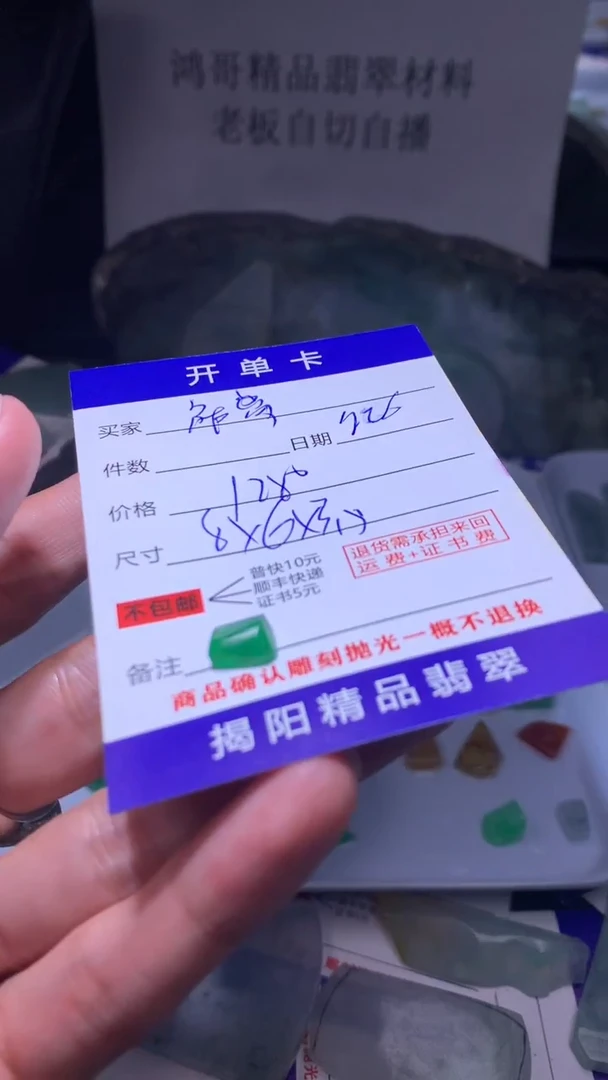 鸿哥精品翡翠材料
老板自切自播
开单卡
买家
日期 726
件数
价格
尺寸 8X6X
退货需承担来回
运费+证书费
普快10元
不包邮 顺丰快递
证书5元
备注
商品确认雕刻抛光一概不退换
揭阳精品翡翠